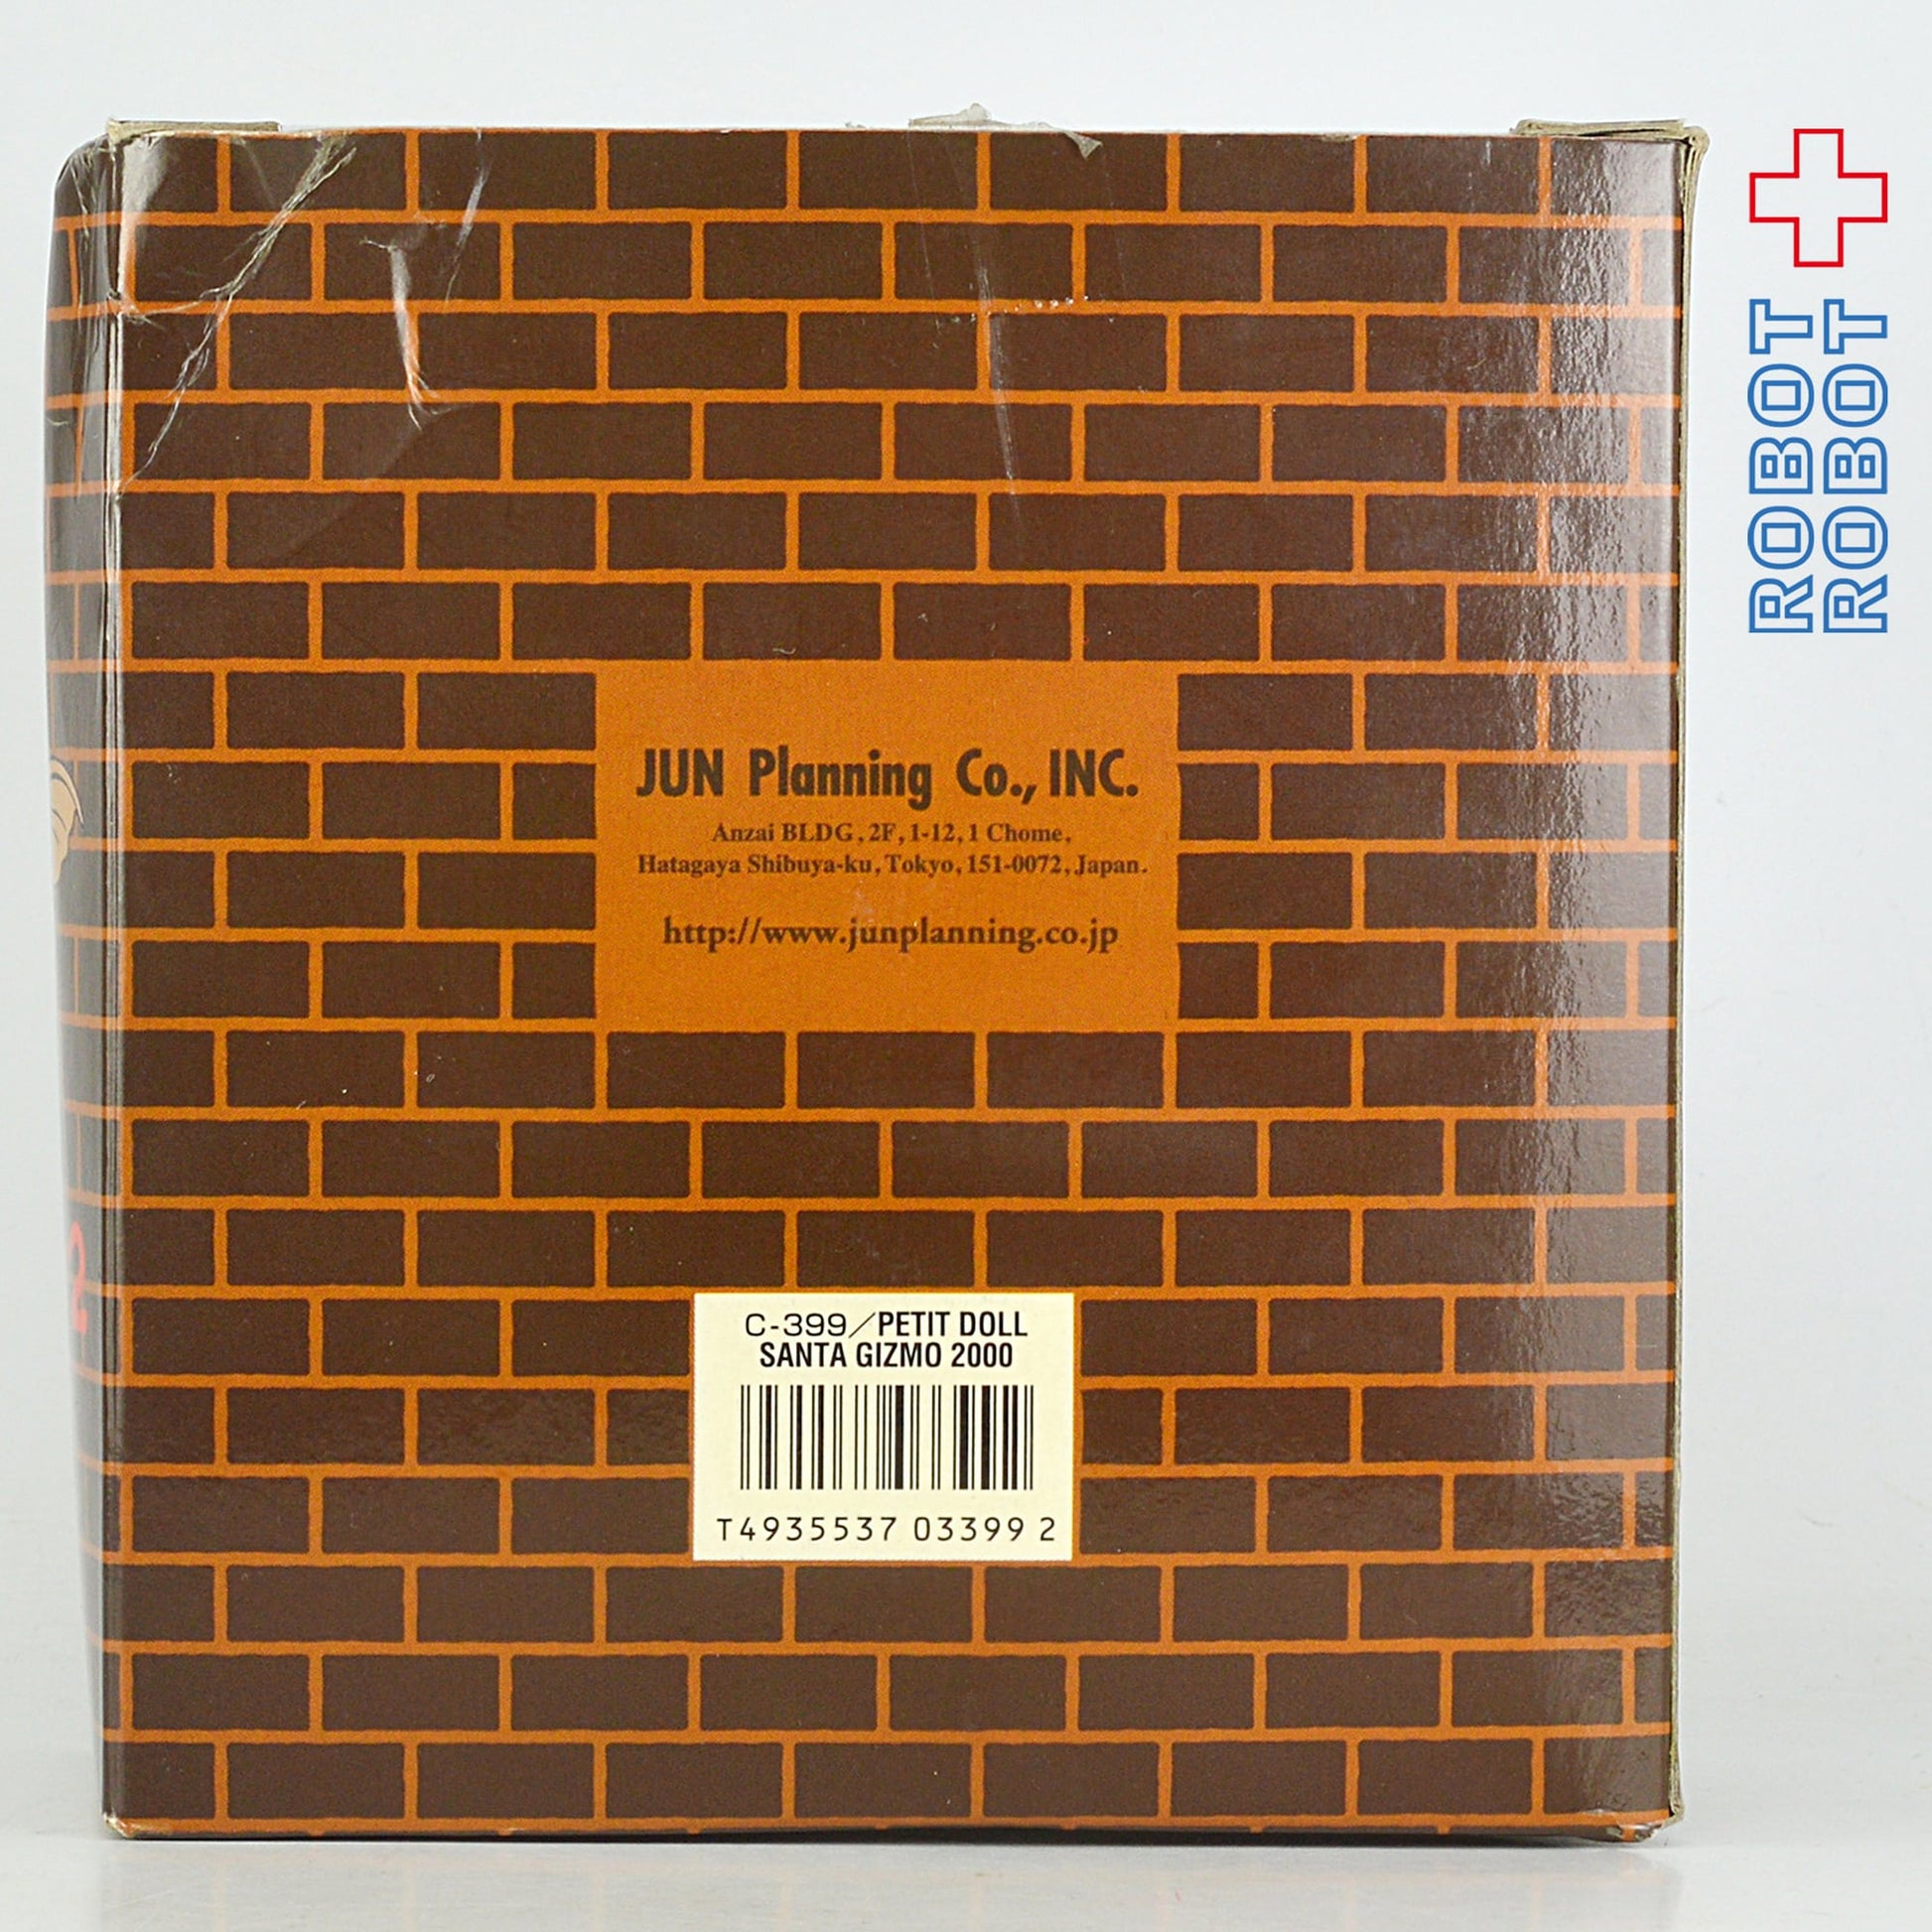 JUN Planning Co., INC.
Anzai BLDG, 2F, 1-12, 1 Chome,
Hatagaya Shibuya-ku, Tokyo, 151-0072, Japan.
http://www.junplanning.co.jp
C-399/PETIT DOLL
SANTA GIZMO 2000
T4935537 03399 2
ROBOT
ROBOT